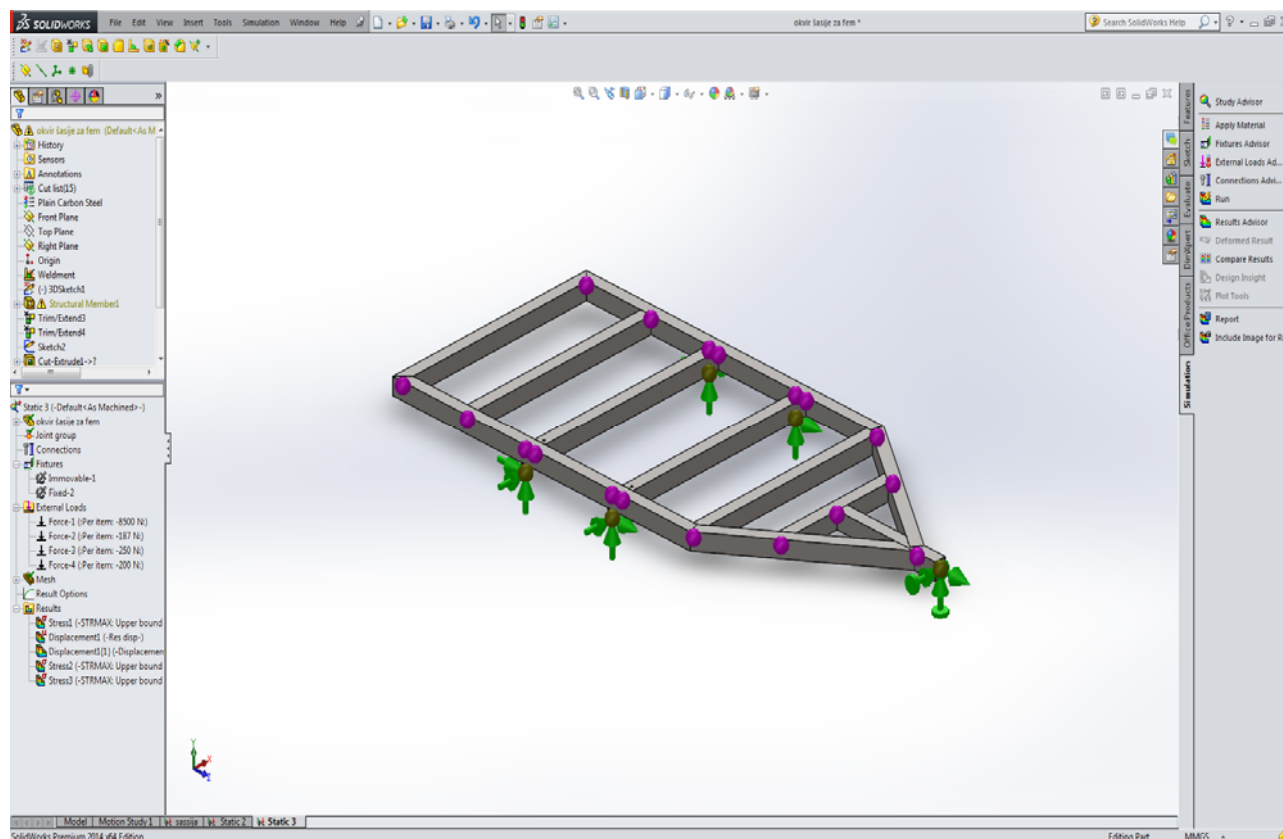 SOLIDWORKS File Edit View Insert Tools Simulation Window Help
okvir šasije za fem *
Search SolidWorks Help
okvir šasije za fem (Default<As M
History
Sensors
Annotations
Cut list(15)
Plain Carbon Steel
Front Plane
Top Plane
Right Plane
Origin
Weldment
(-) 3DSketch1
Structural Member1
Trim/Extend3
Trim/Extend4
Sketch2
Cut-Extrude1->?
Static 3 (-Default<As Machined>-)
okvir šasije za fem
Joint group
Connections
Fixtures
Immovable-1
Fixed-2
External Loads
Force-1 (:Per item: -8500 N:)
Force-2 (:Per item: -187 N:)
Force-3 (:Per item: -250 N:)
Force-4 (:Per item: -200 N:)
Mesh
Result Options
Results
Stress1 (-STRMAX: Upper bound
Displacement1 (-Res disp-)
Displacement1(1) (-Displacemen
Stress2 (-STRMAX: Upper bound
Stress3 (-STRMAX: Upper bound
Y
X
Z
Features
Sketch
Evaluate
DimXpert
Office Products
Simulation
Study Advisor
Apply Material
Fixtures Advisor
External Loads Ad...
Connections Advi...
Run
Results Advisor
Deformed Result
Compare Results
Design Insight
Plot Tools
Report
Include Image for R
Model Motion Study 1 sassija Static 2 Static 3
SolidWorks Premium 2014 x64 Edition
Editing Part MMGS